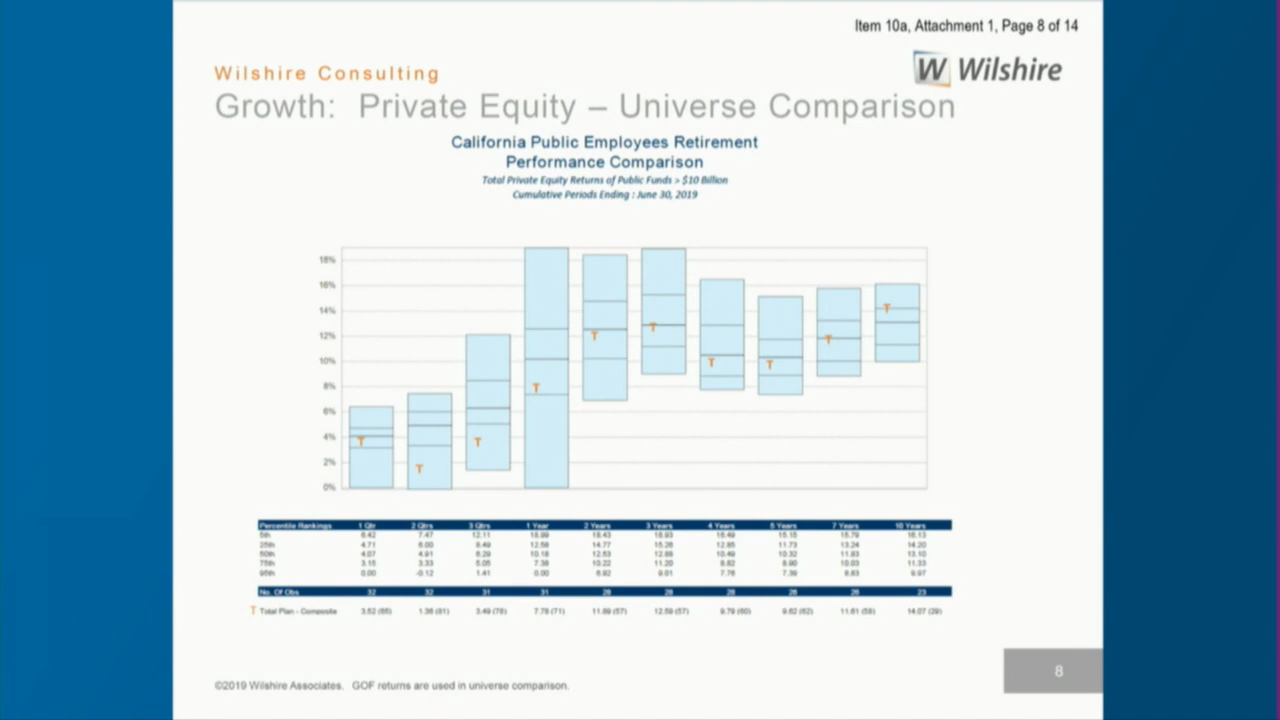 Item 10a, Attachment 1, Page 8 of 14
W Wilshire
Wilshire Consulting
Growth: Private Equity – Universe Comparison
California Public Employees Retirement
Performance Comparison
Total Private Equity Returns of Public Funds > $10 Billion
Cumulative Periods Ending : June 30, 2019
18%
16%
14%
12%
10%
8%
6%
4%
2%
0%
T T T T T T T T T T
Percentile Rankings 1 Qtr 2 Qtrs 3 Qtrs 1 Year 2 Years 3 Years 4 Years 5 Years 7 Years 10 Years
5th 6.42 7.47 12.11 18.99 18.43 18.93 16.49 15.15 15.79 16.13
25th 4.71 6.00 8.49 12.58 14.77 15.26 12.85 11.73 13.24 14.20
50th 4.07 4.91 6.29 10.18 12.53 12.88 10.49 10.32 11.83 13.10
75th 3.15 3.33 5.05 7.39 10.22 11.20 8.82 8.90 10.03 11.33
95th 0.00 -0.12 1.41 0.00 6.92 9.01 7.76 7.39 8.83 9.97
No. Of Obs 32 32 31 31 28 28 28 28 26 23
T Total Plan - Composite 3.52 (65) 1.36 (81) 3.49 (78) 7.78 (71) 11.89 (57) 12.59 (57) 9.79 (60) 9.62 (62) 11.61 (58) 14.07 (29)
8
©2019 Wilshire Associates. GOF returns are used in universe comparison.